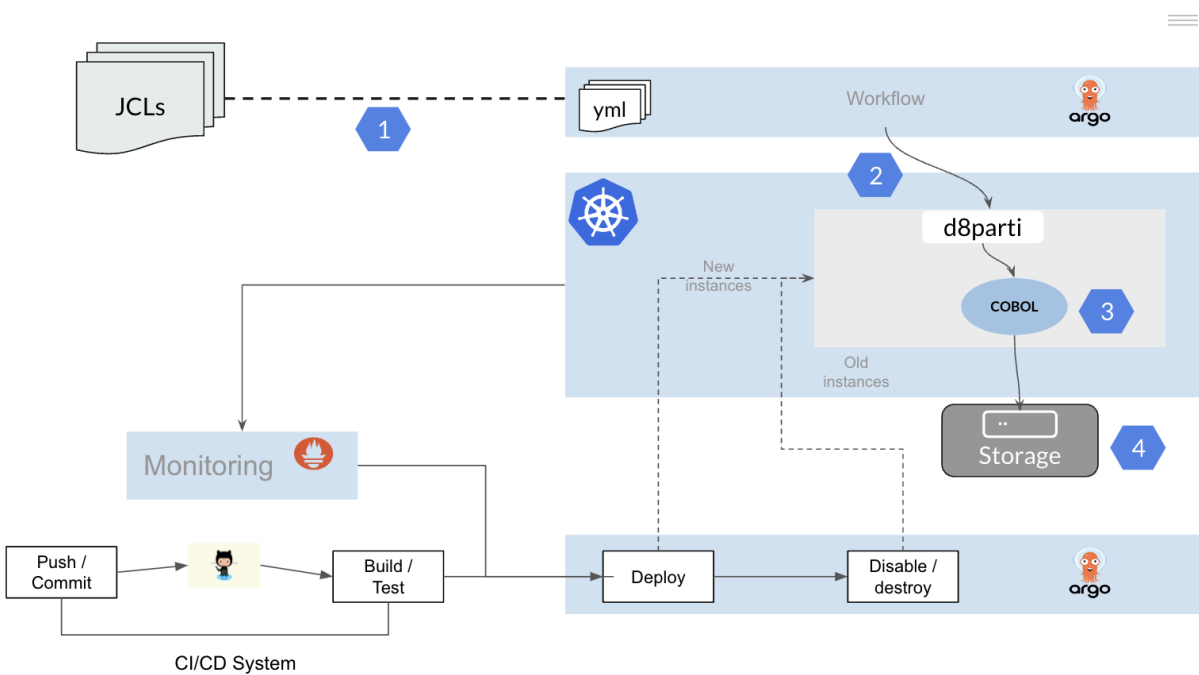 JCLs
1
yml
Workflow
argo
2
d8parti
New
instances
COBOL
3
Old
instances
Storage
4
Monitoring
Push /
Commit
Build /
Test
Deploy
Disable /
destroy
argo
CI/CD System